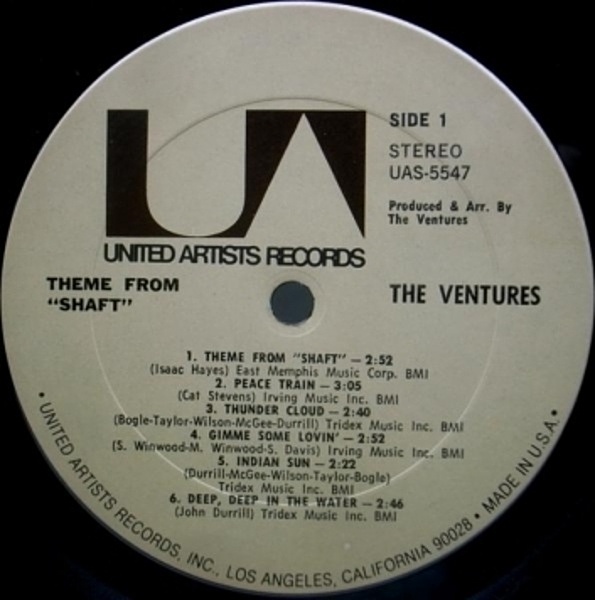 UA
UNITED ARTISTS RECORDS
SIDE 1
STEREO
UAS-5547
Produced & Arr. By
The Ventures
THEME FROM
"SHAFT"
THE VENTURES
1. THEME FROM "SHAFT" — 2:52
(Isaac Hayes) East Memphis Music Corp. BMI
2. PEACE TRAIN — 3:05
(Cat Stevens) Irving Music Inc. BMI
3. THUNDER CLOUD — 2:40
(Bogle-Taylor-Wilson-McGee-Durrill) Tridex Music Inc. BMI
4. GIMME SOME LOVIN' — 2:52
(S. Winwood-M. Winwood-S. Davis) Irving Music Inc. BMI
5. INDIAN SUN — 2:22
(Durrill-McGee-Wilson-Taylor-Bogle)
Tridex Music Inc. BMI
6. DEEP, DEEP IN THE WATER — 2:46
(John Durrill) Tridex Music Inc. BMI
• UNITED ARTISTS RECORDS, INC., LOS ANGELES, CALIFORNIA 90028 • MADE IN U.S.A. •